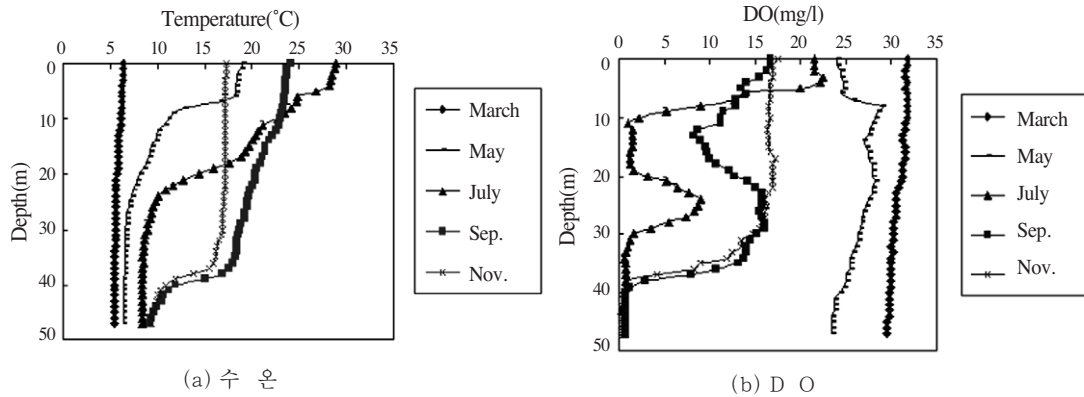 Temperature(˚C)
0 5 10 15 20 25 30 35
0
10
20
30
40
50
Depth(m)
March
May
July
Sep.
Nov.
(a) 수 온
DO(mg/l)
0 5 10 15 20 25 30 35
0
10
20
30
40
50
Depth(m)
March
May
July
Sep.
Nov.
(b) D O